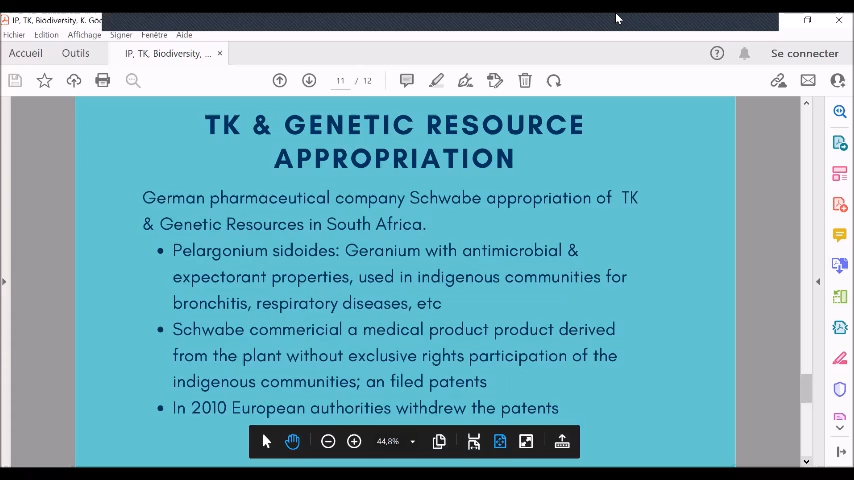 IP, TK, Biodiversity, K. Goo
Fichier Edition Affichage Signer Fenêtre Aide
Accueil Outils IP, TK, Biodiversity, ... × Se connecter
11 / 12
TK & GENETIC RESOURCE
APPROPRIATION
German pharmaceutical company Schwabe appropriation of TK
& Genetic Resources in South Africa.
• Pelargonium sidoides: Geranium with antimicrobial &
expectorant properties, used in indigenous communities for
bronchitis, respiratory diseases, etc
• Schwabe commericial a medical product product derived
from the plant without exclusive rights participation of the
indigenous communities; an filed patents
• In 2010 European authorities withdrew the patents
44,8%